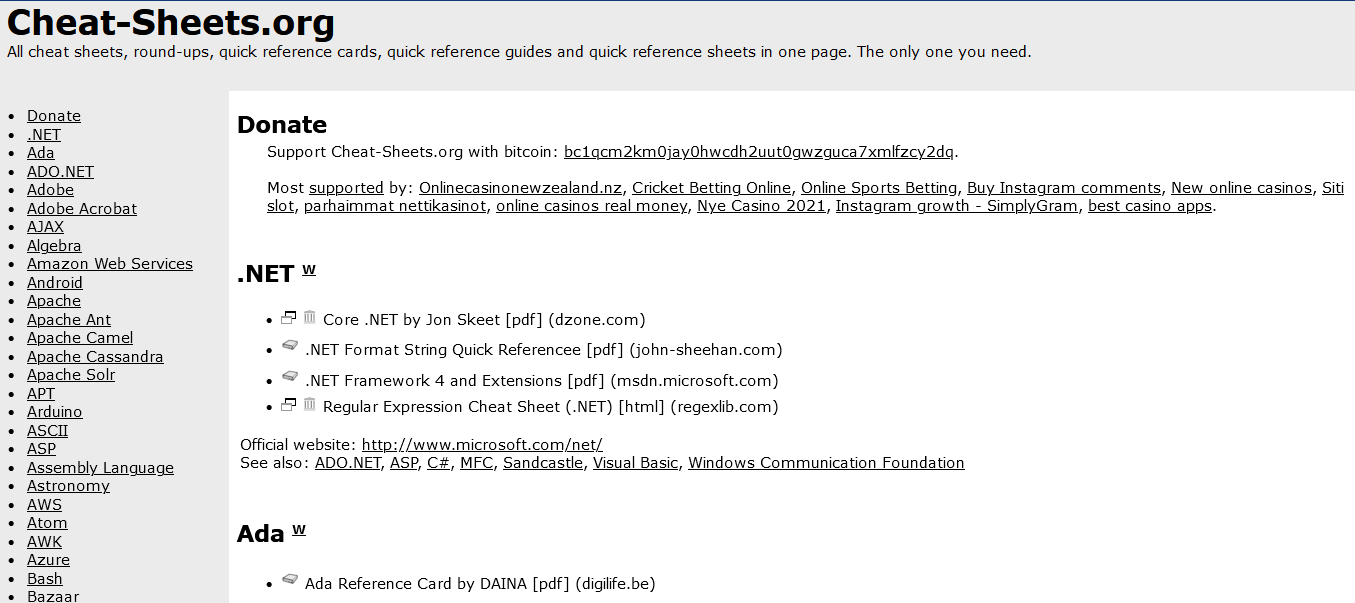 Cheat-Sheets.org
All cheat sheets, round-ups, quick reference cards, quick reference guides and quick reference sheets in one page. The only one you need.
Donate
.NET
Ada
ADO.NET
Adobe
Adobe Acrobat
AJAX
Algebra
Amazon Web Services
Android
Apache
Apache Ant
Apache Camel
Apache Cassandra
Apache Solr
APT
Arduino
ASCII
ASP
Assembly Language
Astronomy
AWS
Atom
AWK
Azure
Bash
Bazaar
Donate
Support Cheat-Sheets.org with bitcoin: bc1qcm2km0jay0hwcdh2uut0gwzguca7xmlfzcy2dq.
Most supported by: Onlinecasinonewzealand.nz, Cricket Betting Online, Online Sports Betting, Buy Instagram comments, New online casinos, Siti
slot, parhaimmat nettikasinot, online casinos real money, Nye Casino 2021, Instagram growth - SimplyGram, best casino apps.
.NET W
Core .NET by Jon Skeet [pdf] (dzone.com)
.NET Format String Quick Referencee [pdf] (john-sheehan.com)
.NET Framework 4 and Extensions [pdf] (msdn.microsoft.com)
Regular Expression Cheat Sheet (.NET) [html] (regexlib.com)
Official website: http://www.microsoft.com/net/
See also: ADO.NET, ASP, C#, MFC, Sandcastle, Visual Basic, Windows Communication Foundation
Ada W
Ada Reference Card by DAINA [pdf] (digilife.be)